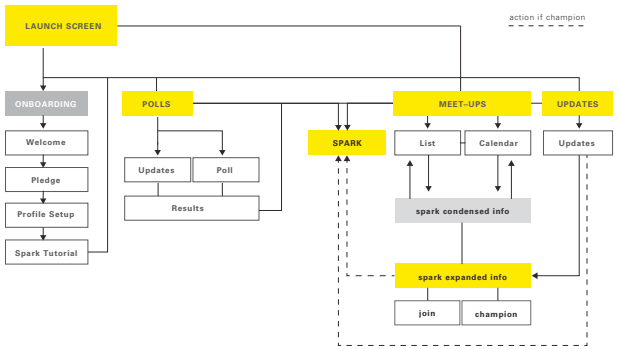 LAUNCH SCREEN
action if champion
ONBOARDING
POLLS
MEET–UPS
UPDATES
Welcome
SPARK
List
Calendar
Updates
Updates
Poll
Pledge
Results
Profile Setup
spark condensed info
Spark Tutorial
spark expanded info
join
champion